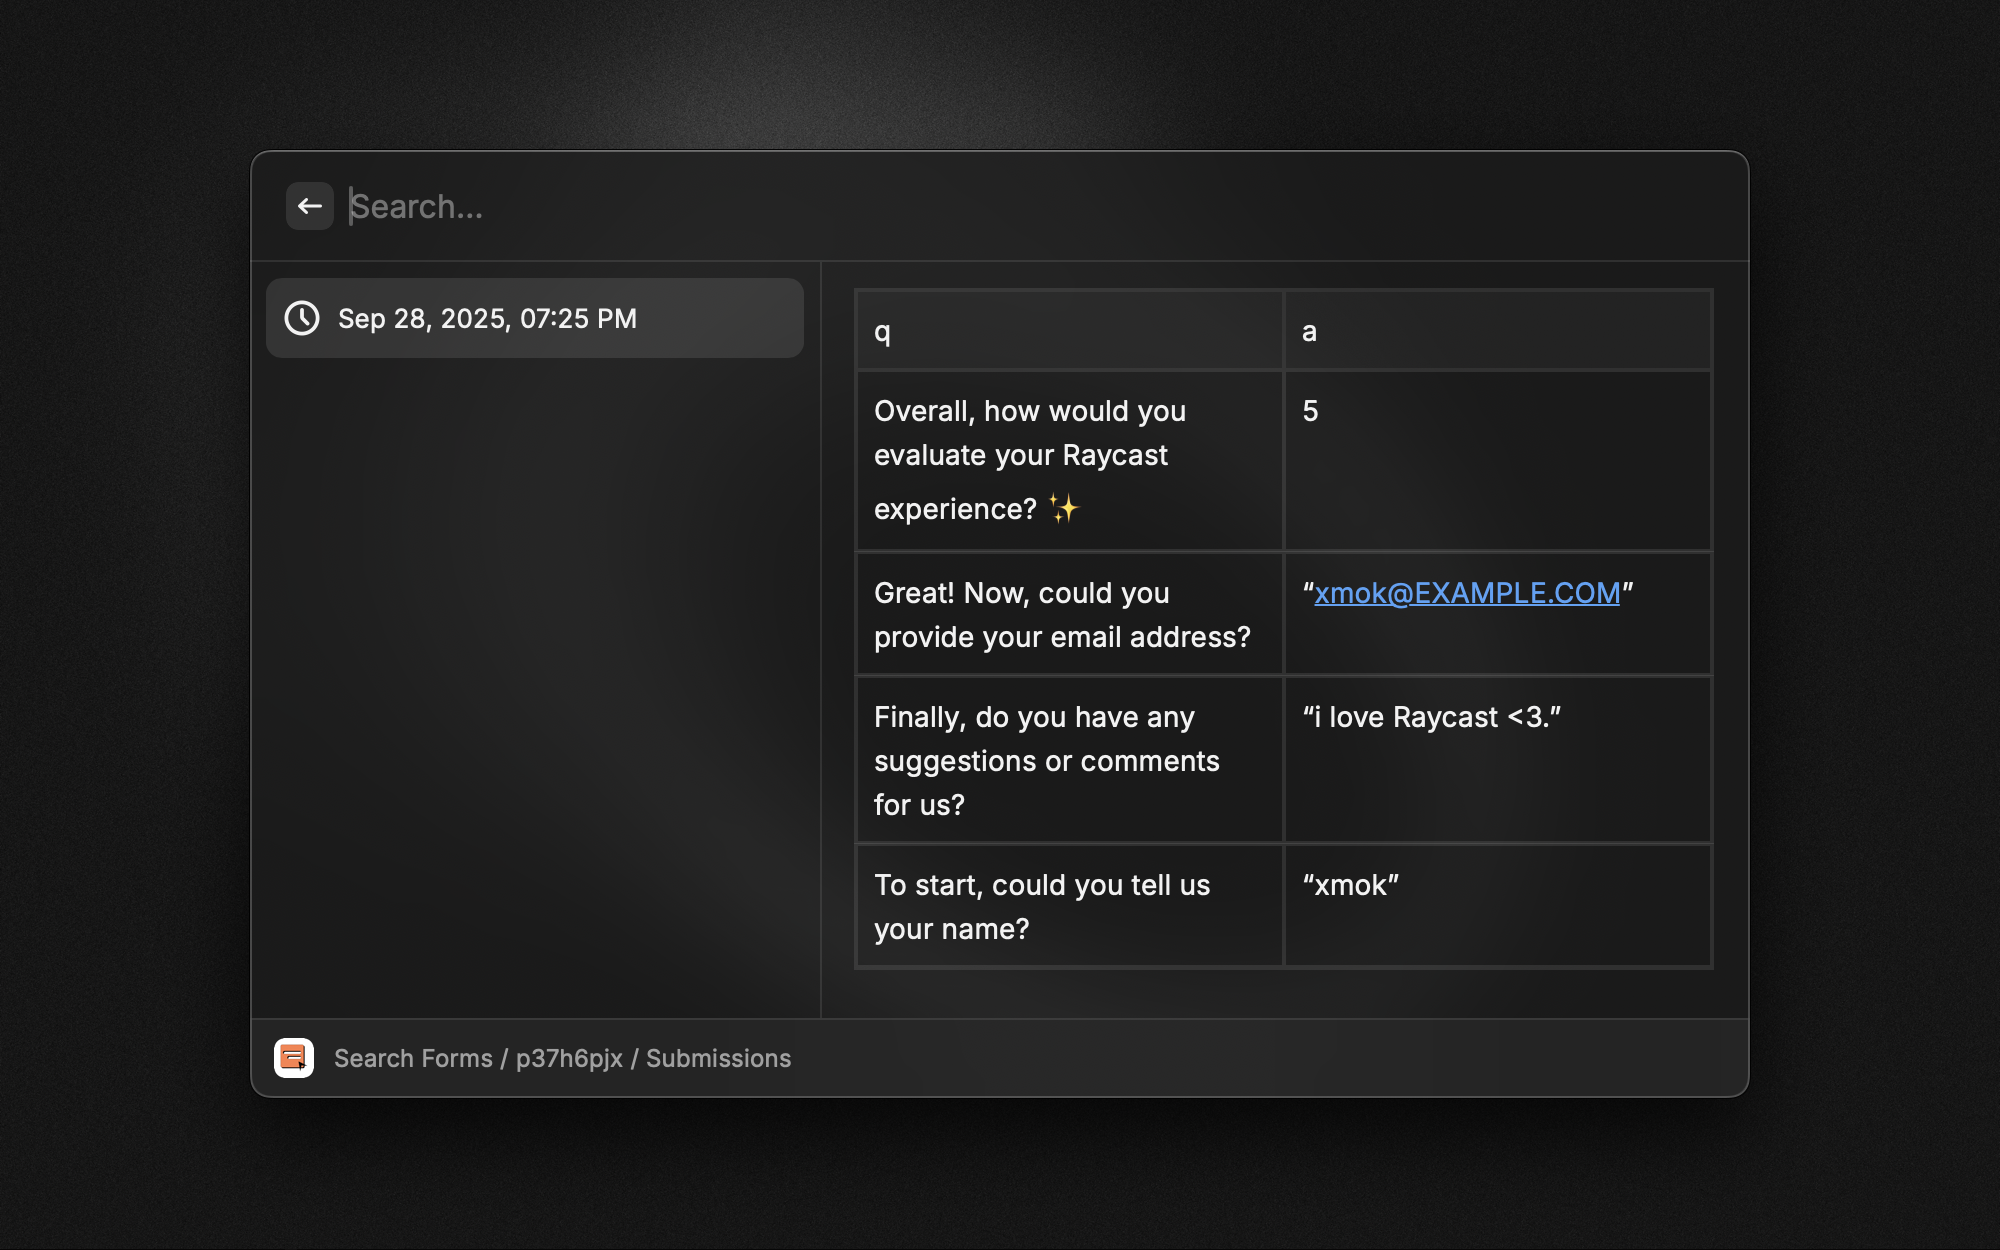 Search...
Sep 28, 2025, 07:25 PM
q
a
Overall, how would you
evaluate your Raycast
experience? ✨
5
Great! Now, could you
provide your email address?
“xmok@EXAMPLE.COM”
Finally, do you have any
suggestions or comments
for us?
“i love Raycast <3.”
To start, could you tell us
your name?
“xmok”
Search Forms / p37h6pjx / Submissions